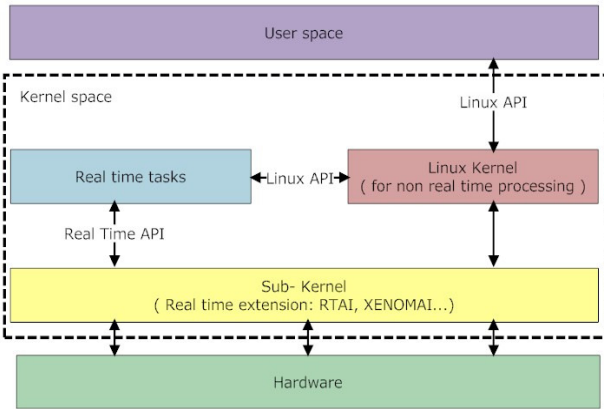 User space
Kernel space
Linux API
Real time tasks
Linux API
Linux Kernel
( for non real time processing )
Real Time API
Sub- Kernel
( Real time extension: RTAI, XENOMAI...)
Hardware